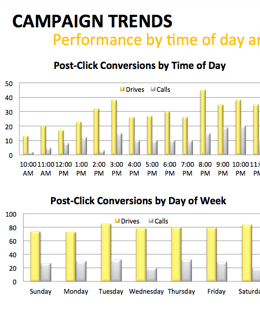 CAMPAIGN TRENDS
Performance by time of day
Post-Click Conversions by Time of Day
50
40
30
20
10
0
Drives Calls
10:00 11:00 12:00 1:00 2:00 3:00 4:00 5:00 6:00 7:00 8:00 9:00 10:00
AM AM PM PM PM PM PM PM PM PM PM PM PM
Post-Click Conversions by Day of Week
100
80
60
40
20
0
Drives Calls
Sunday Monday Tuesday Wednesday Thursday Friday Saturda